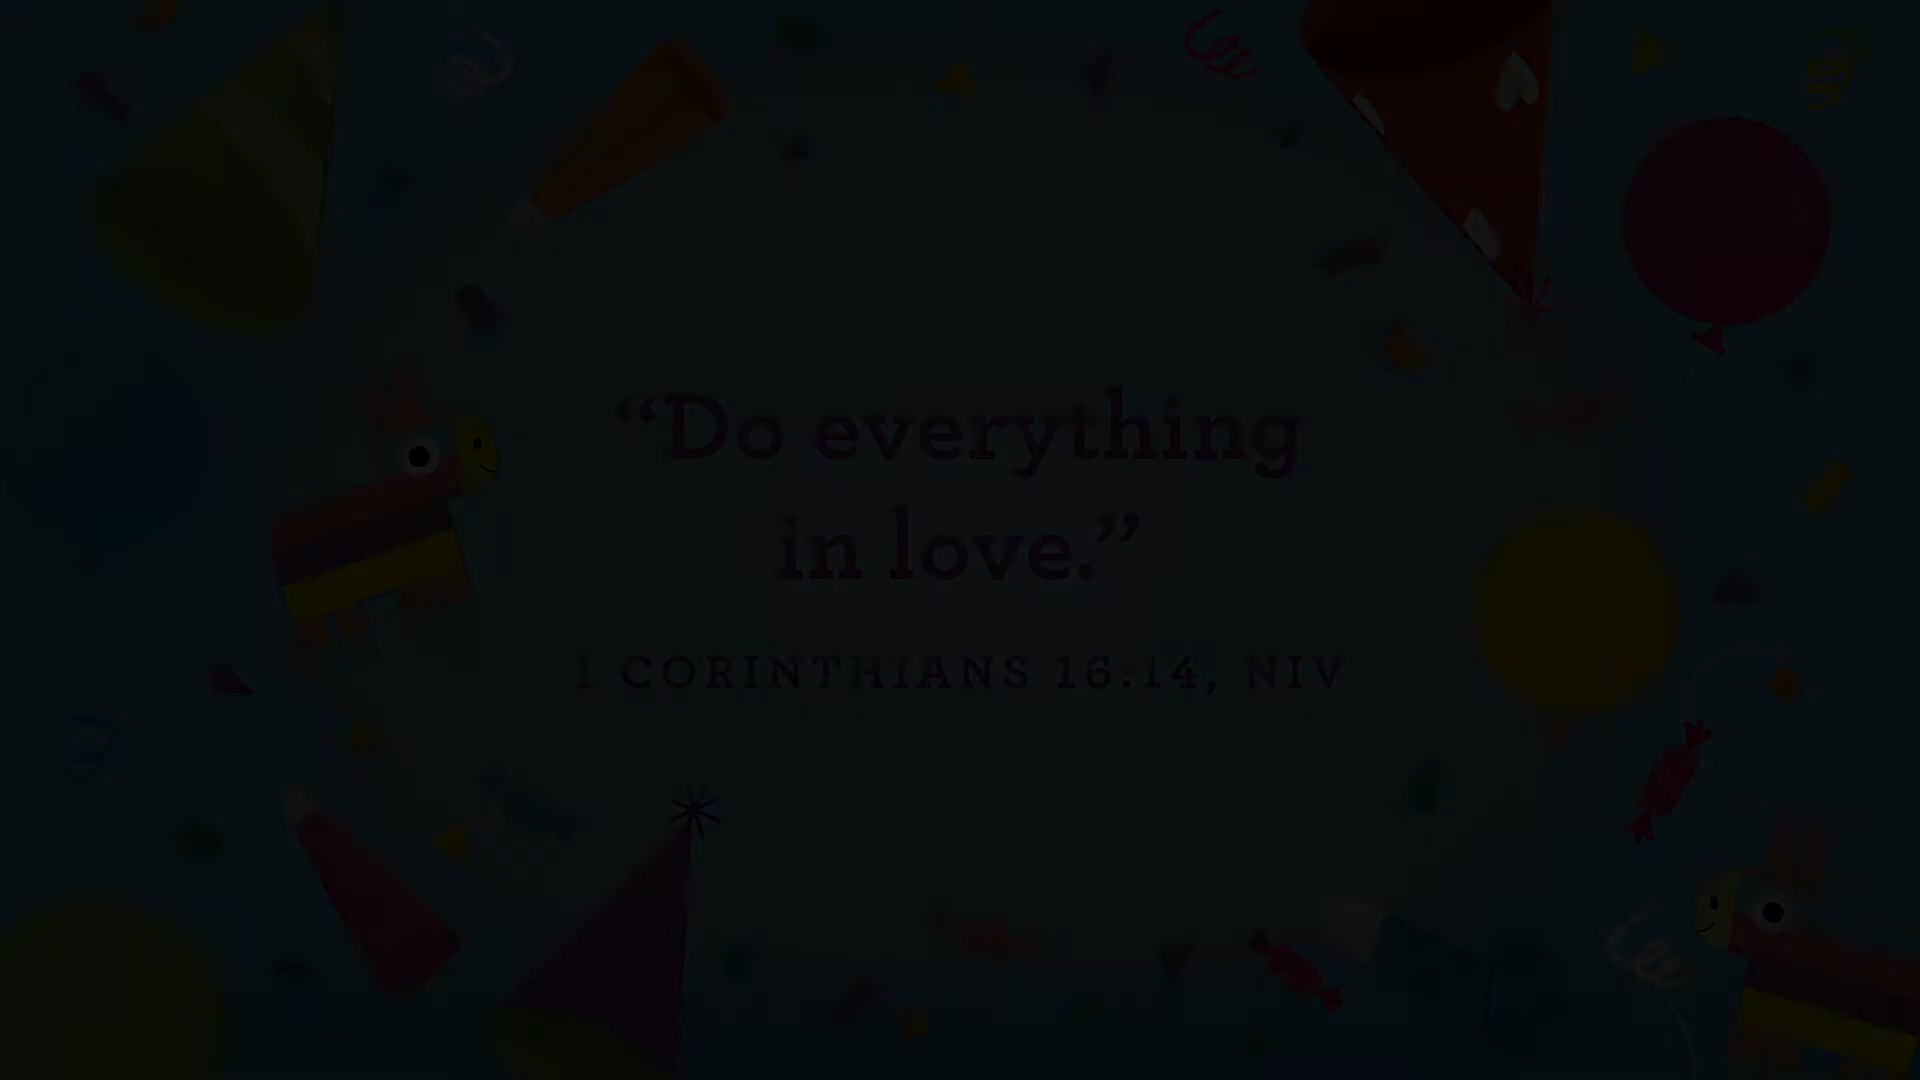 “Do everything
in love.”
1 CORINTHIANS 16:14, NIV